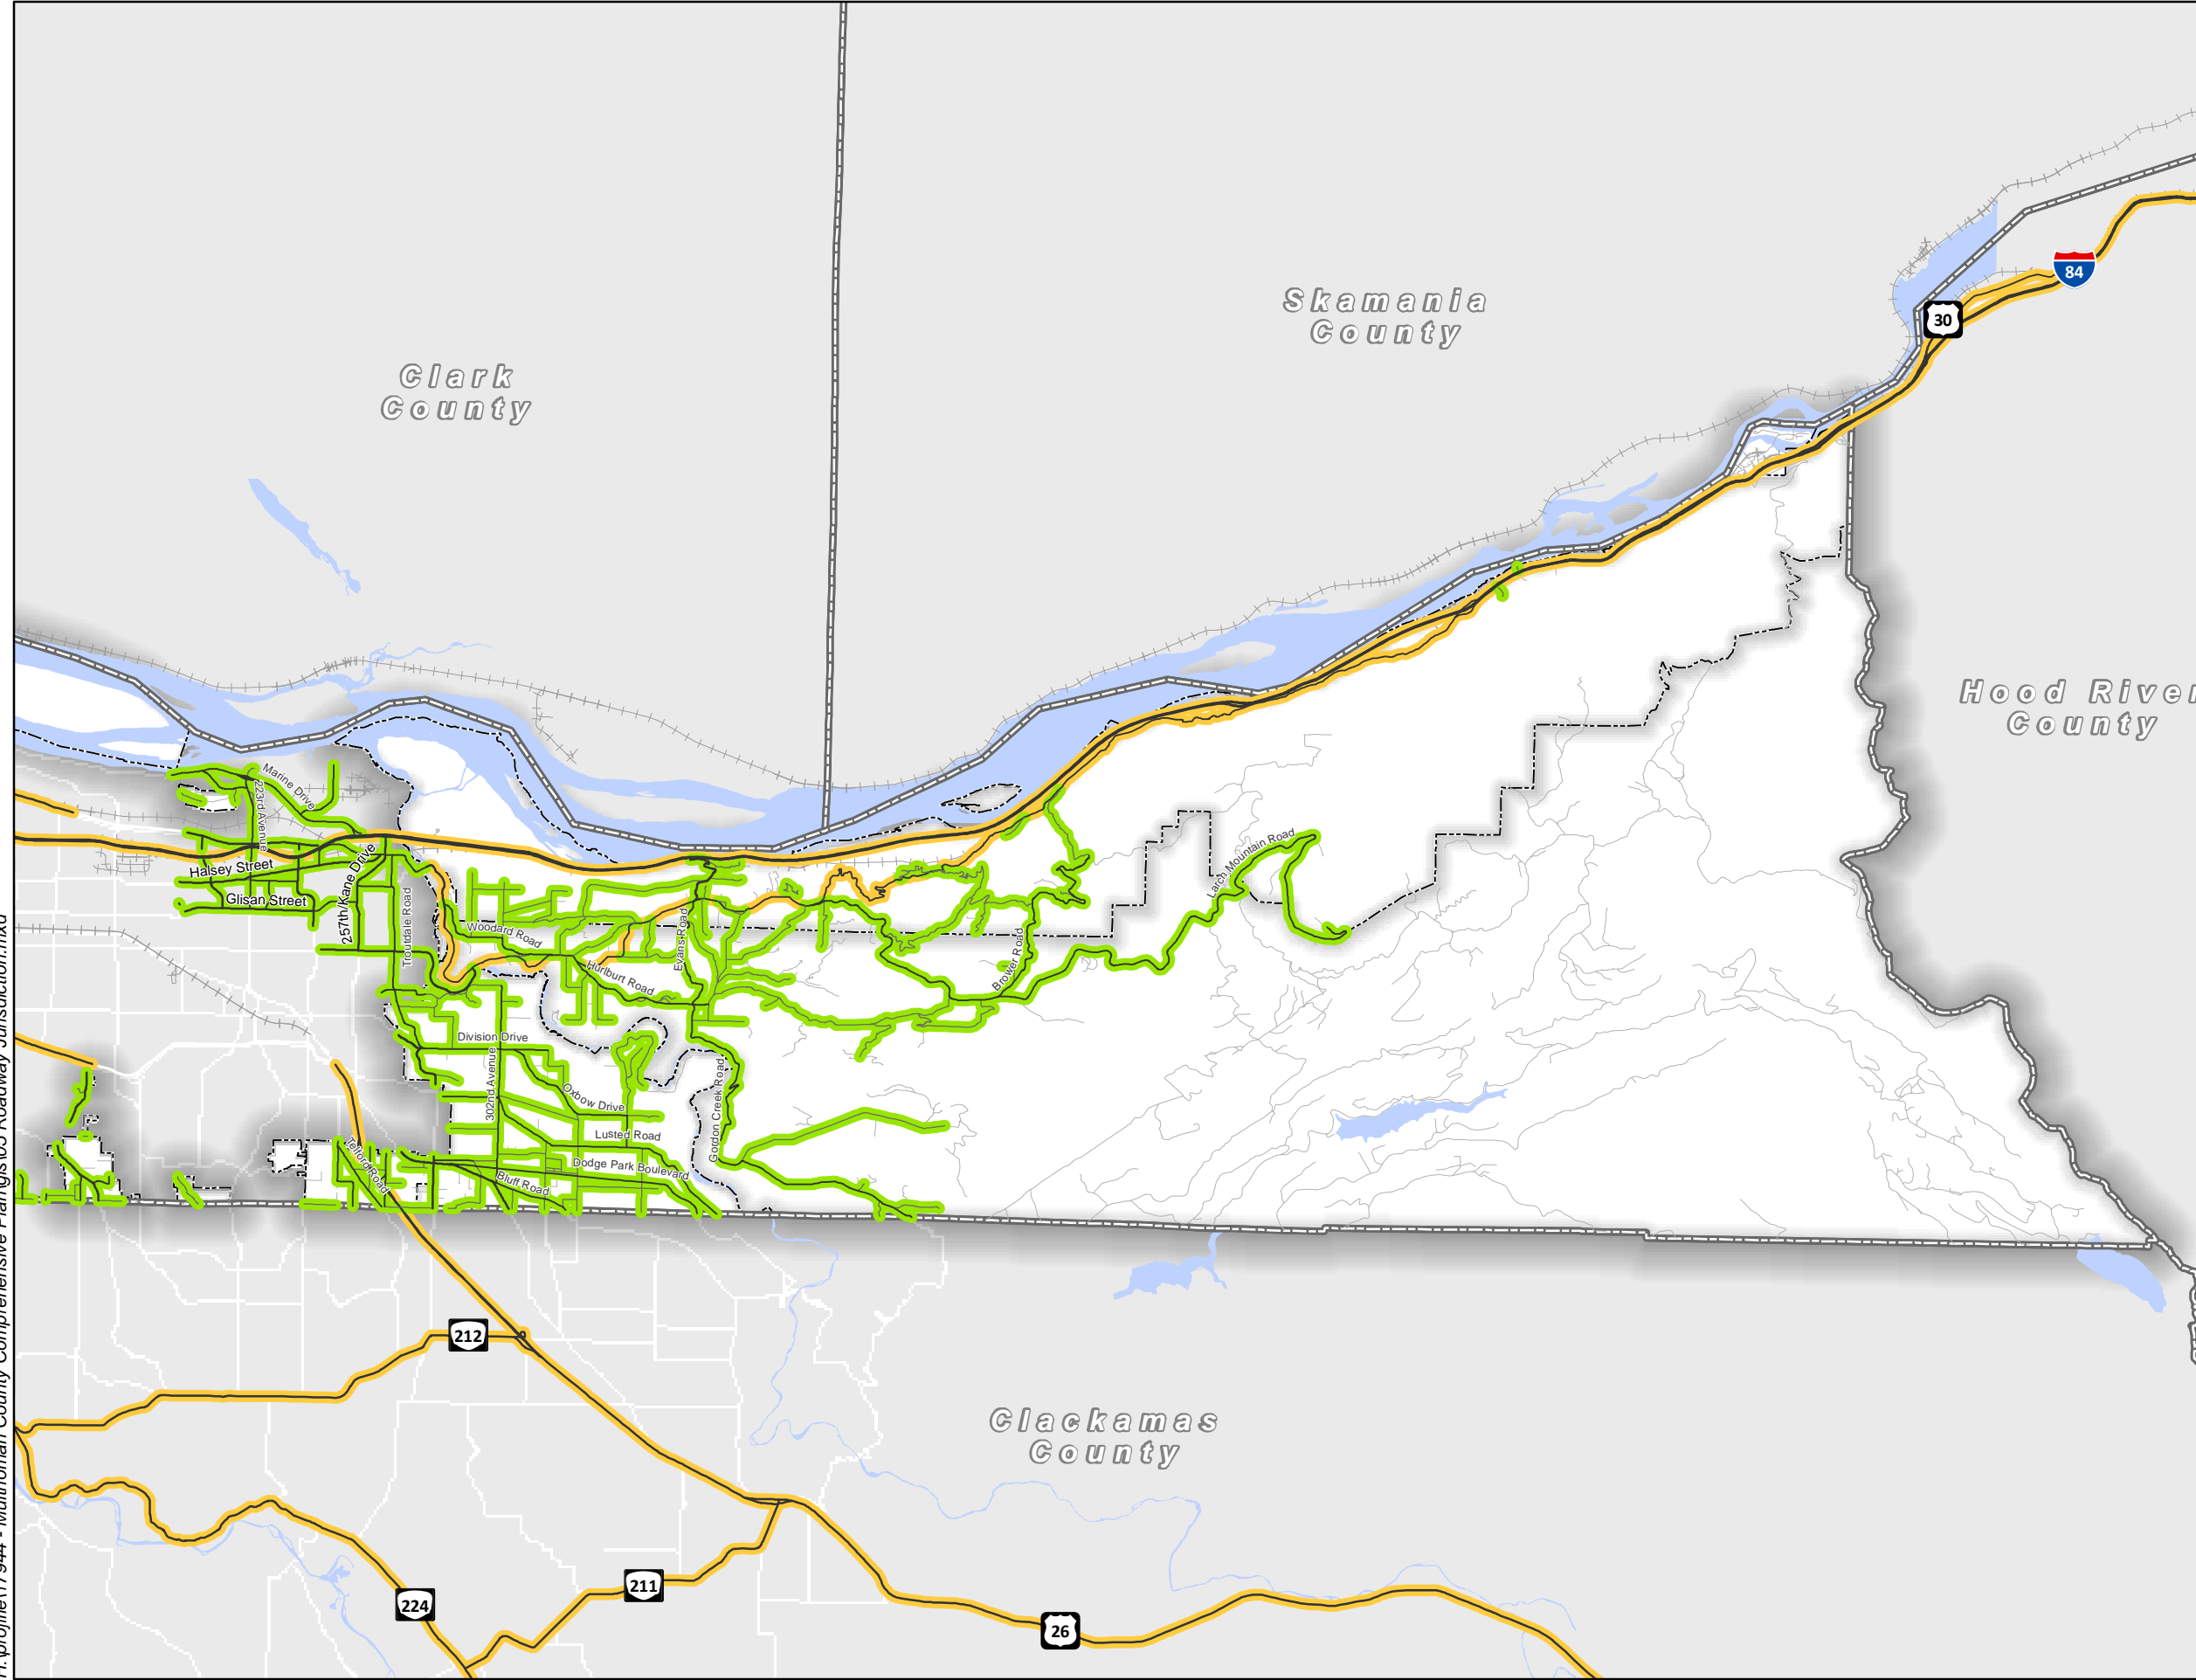 Skamania
County
Clark
County
84
30
Hood River
County
Marine Drive
223rd Avenue
Halsey Street
Glisan Street
257th/Kane Drive
Troutdale Road
Larch Mountain Road
Woodard Road
Evans Road
Hurlburt Road
Brower Road
Division Drive
302nd Avenue
Oxbow Drive
Gordon Creek Road
Lusted Road
Telford Road
Dodge Park Boulevard
Bluff Road
212
Clackamas
County
224
211
26
Multnomah County Comprehensive Plan\gis\05 Roadway Jurisdiction.mxd